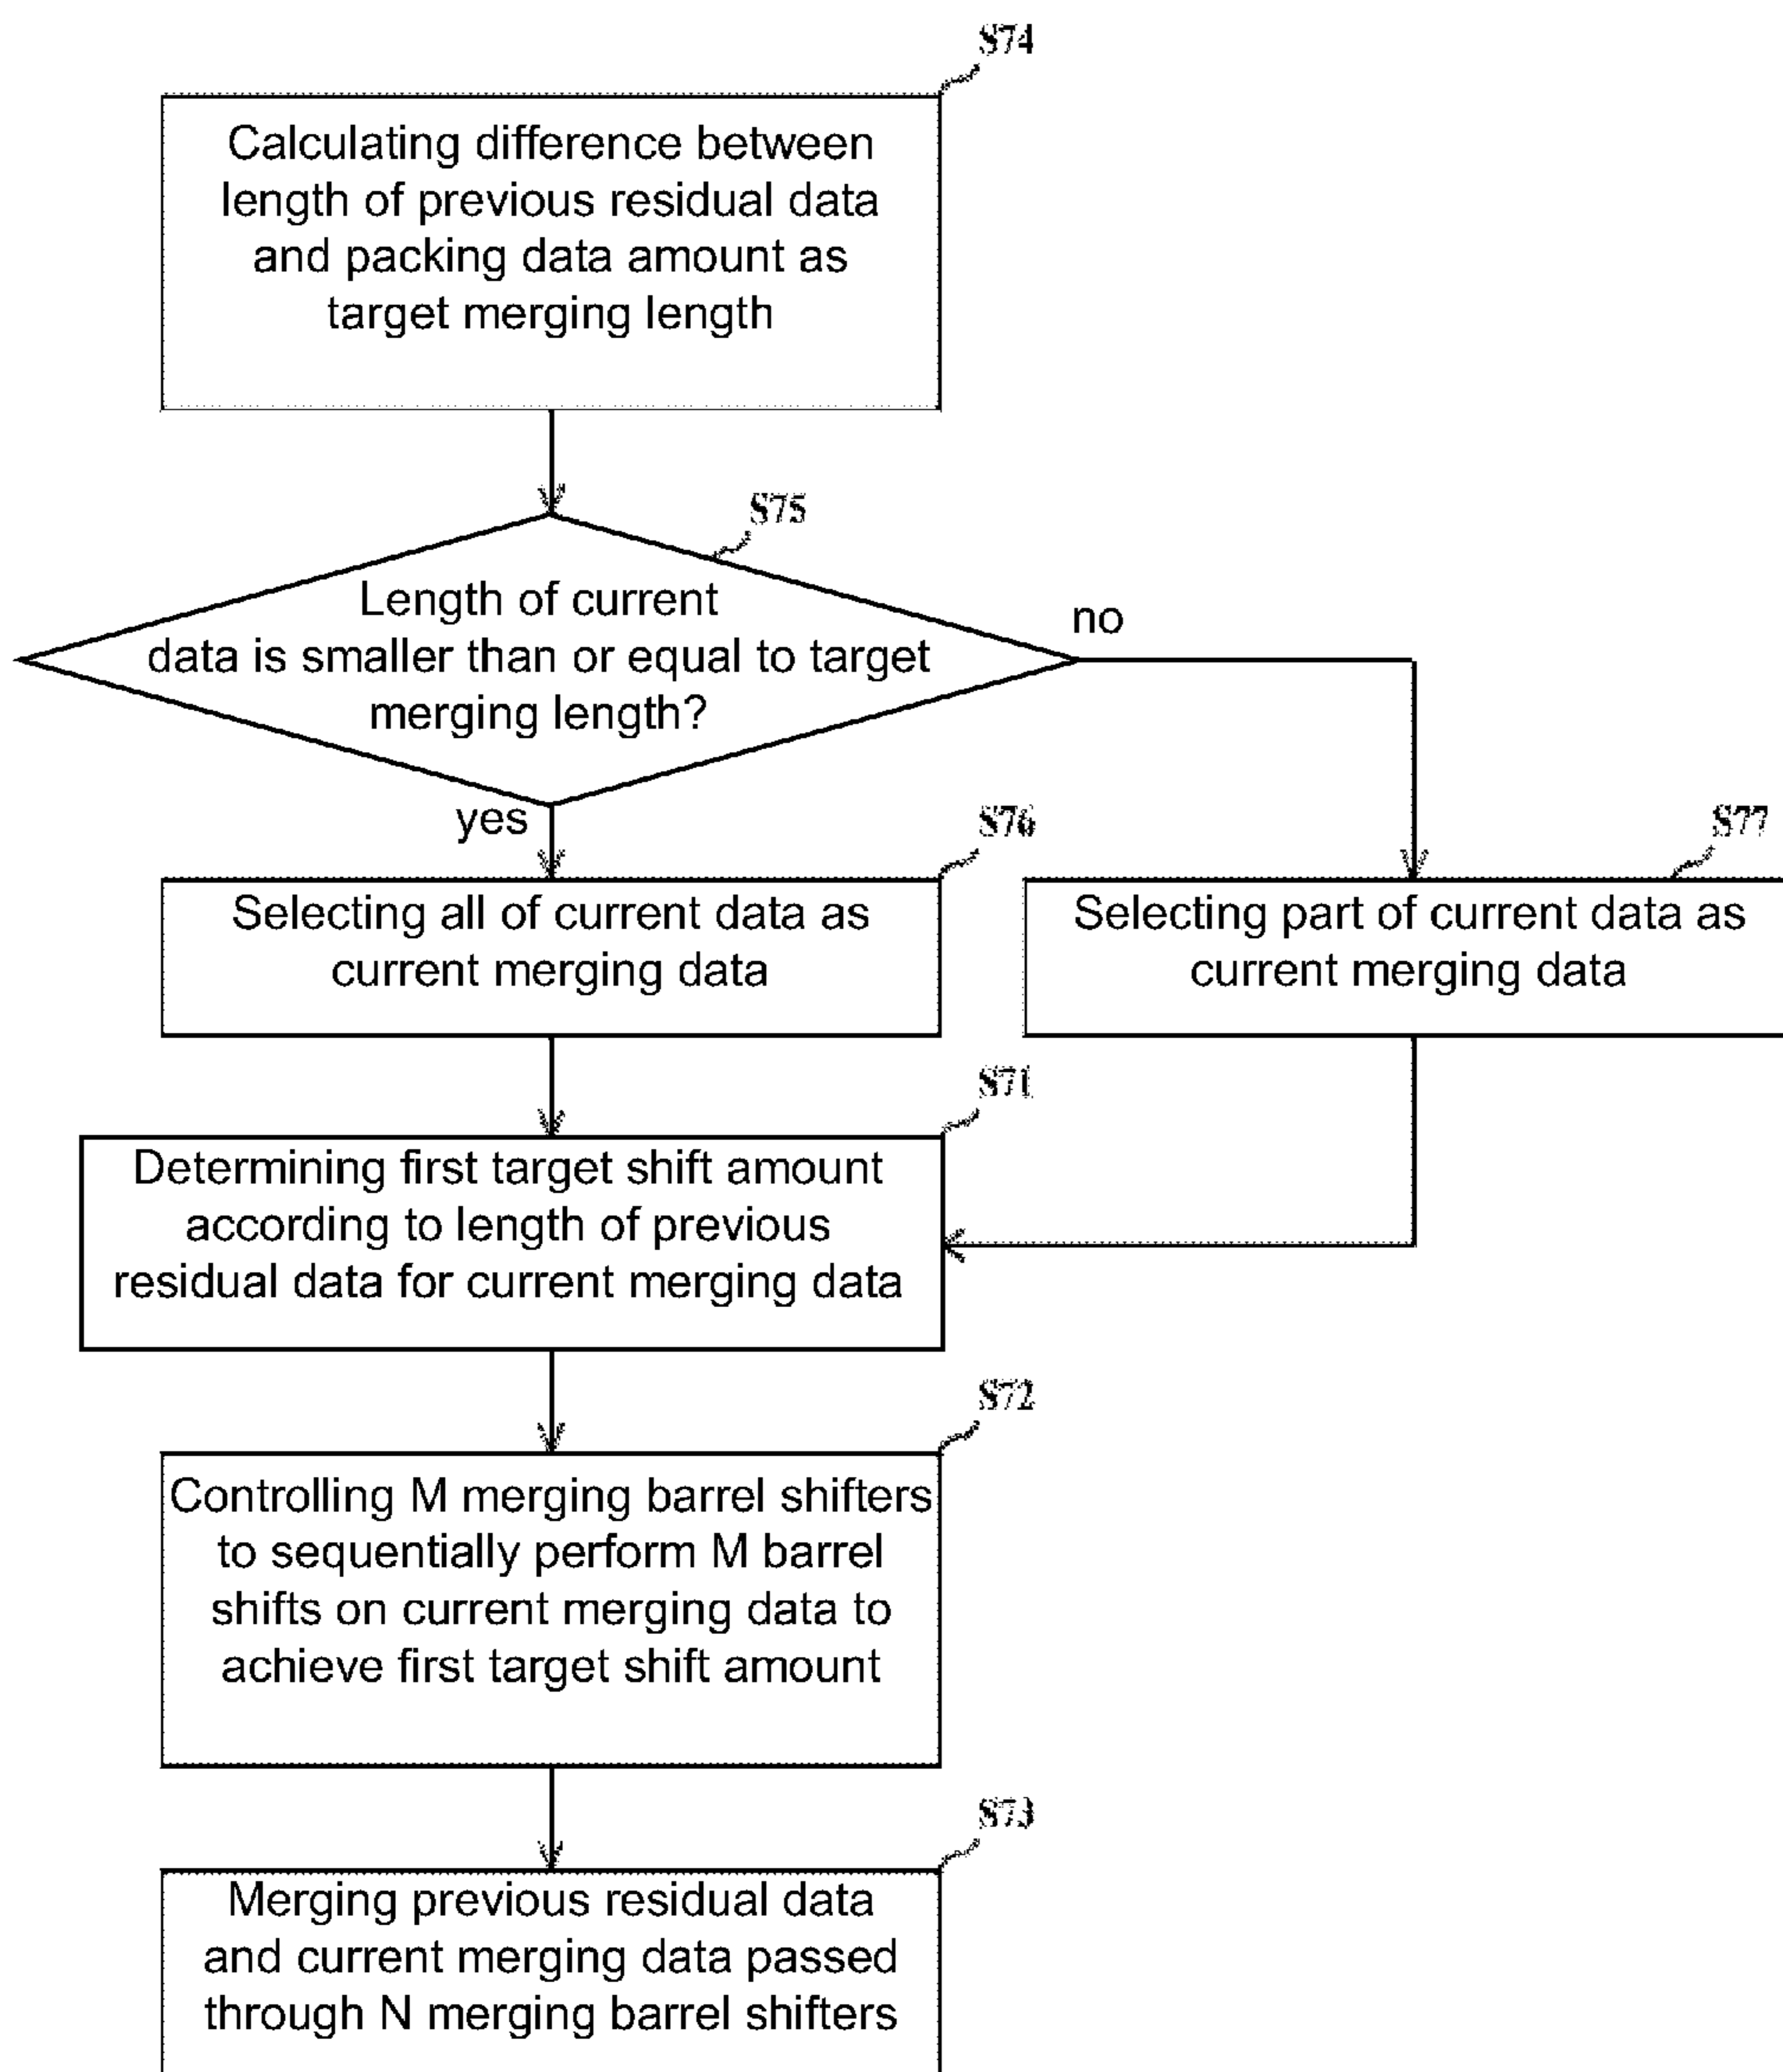 S74
Calculating difference between
length of previous residual data
and packing data amount as
target merging length
S75
Length of current
data is smaller than or equal to target
merging length?
no
yes
S76
Selecting all of current data as
current merging data
S77
Selecting part of current data as
current merging data
S71
Determining first target shift amount
according to length of previous
residual data for current merging data
S72
Controlling M merging barrel shifters
to sequentially perform M barrel
shifts on current merging data to
achieve first target shift amount
S73
Merging previous residual data
and current merging data passed
through N merging barrel shifters